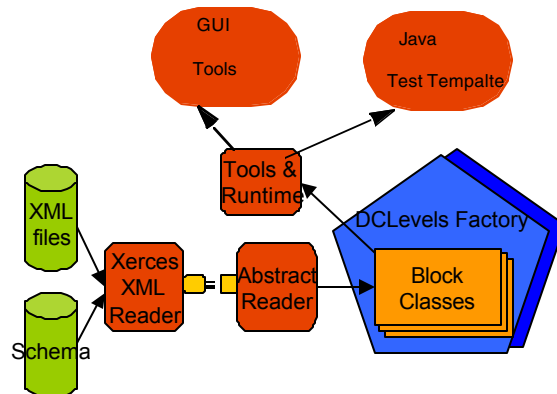 GUI
Tools
Java
Test Tempalte
Tools &
Runtime
XML
files
DCLevels Factory
Xerces
XML
Reader
Abstract
Reader
Block
Classes
Schema